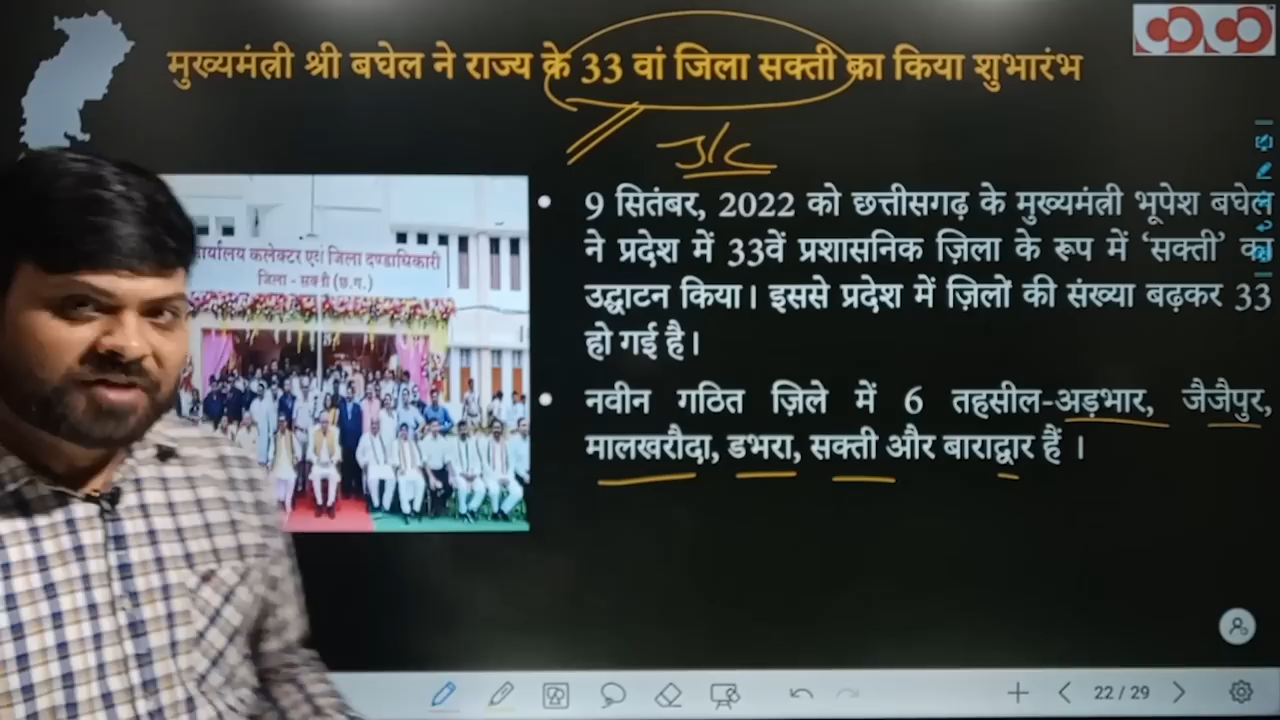 मुख्यमंत्री श्री बघेल ने राज्य के 33 वां जिला सक्ती का किया शुभारंभ
J/C
कार्यालय कलेक्टर एवं जिला दण्डाधिकारी
जिला - सक्ती (छ.ग.)
• 9 सितंबर, 2022 को छत्तीसगढ़ के मुख्यमंत्री भूपेश बघेल
ने प्रदेश में 33वें प्रशासनिक ज़िला के रूप में ‘सक्ती’ का
उद्घाटन किया। इससे प्रदेश में ज़िलों की संख्या बढ़कर 33
हो गई है।
• नवीन गठित ज़िले में 6 तहसील-अड़भार, जैजैपुर,
मालखरौदा, डभरा, सक्ती और बाराद्वार हैं ।
22 / 29